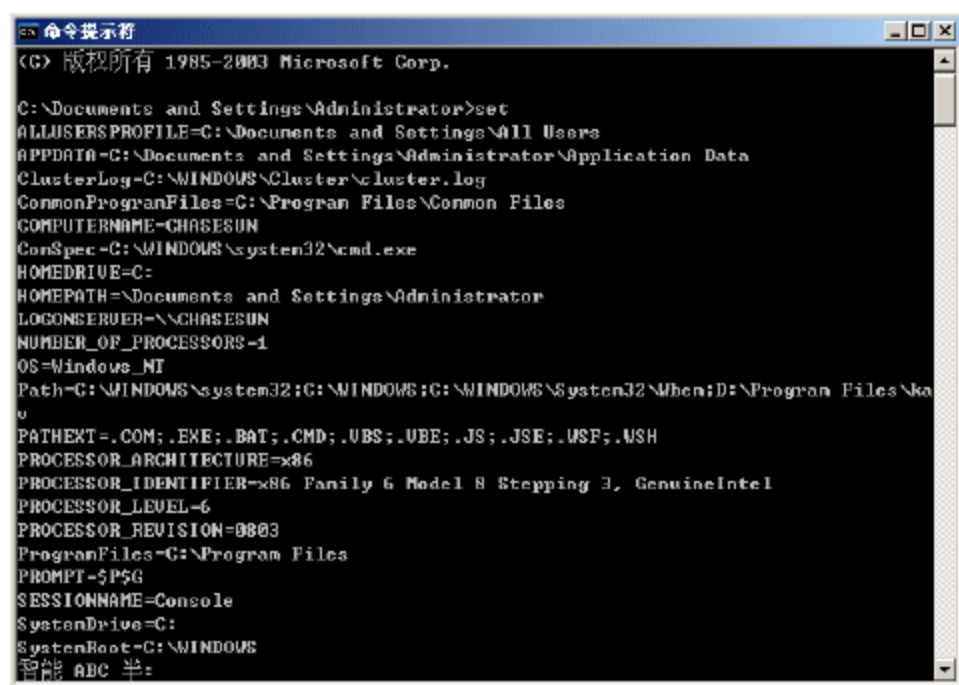 命令提示符
(C) 版权所有 1985-2003 Microsoft Corp.
C:\Documents and Settings\Administrator>set
ALLUSERSPROFILE=C:\Documents and Settings\All Users
APPDATA=C:\Documents and Settings\Administrator\Application Data
ClusterLog=C:\WINDOWS\Cluster\cluster.log
CommonProgramFiles=C:\Program Files\Common Files
COMPUTERNAME=CHASESUN
ComSpec=C:\WINDOWS\system32\cmd.exe
HOMEDRIVE=C:
HOMEPATH=\Documents and Settings\Administrator
LOGONSERVER=\\CHASESUN
NUMBER_OF_PROCESSORS=1
OS=Windows_NT
Path=C:\WINDOWS\system32;C:\WINDOWS;C:\WINDOWS\System32\Wbem;D:\Program Files\ka
v
PATHEXT=.COM;.EXE;.BAT;.CMD;.VBS;.VBE;.JS;.JSE;.WSF;.WSH
PROCESSOR_ARCHITECTURE=x86
PROCESSOR_IDENTIFIER=x86 Family 6 Model 8 Stepping 3, GenuineIntel
PROCESSOR_LEVEL=6
PROCESSOR_REVISION=0803
ProgramFiles=C:\Program Files
PROMPT=$P$G
SESSIONNAME=Console
SystemDrive=C:
SystemRoot=C:\WINDOWS
智能 ABC 半: